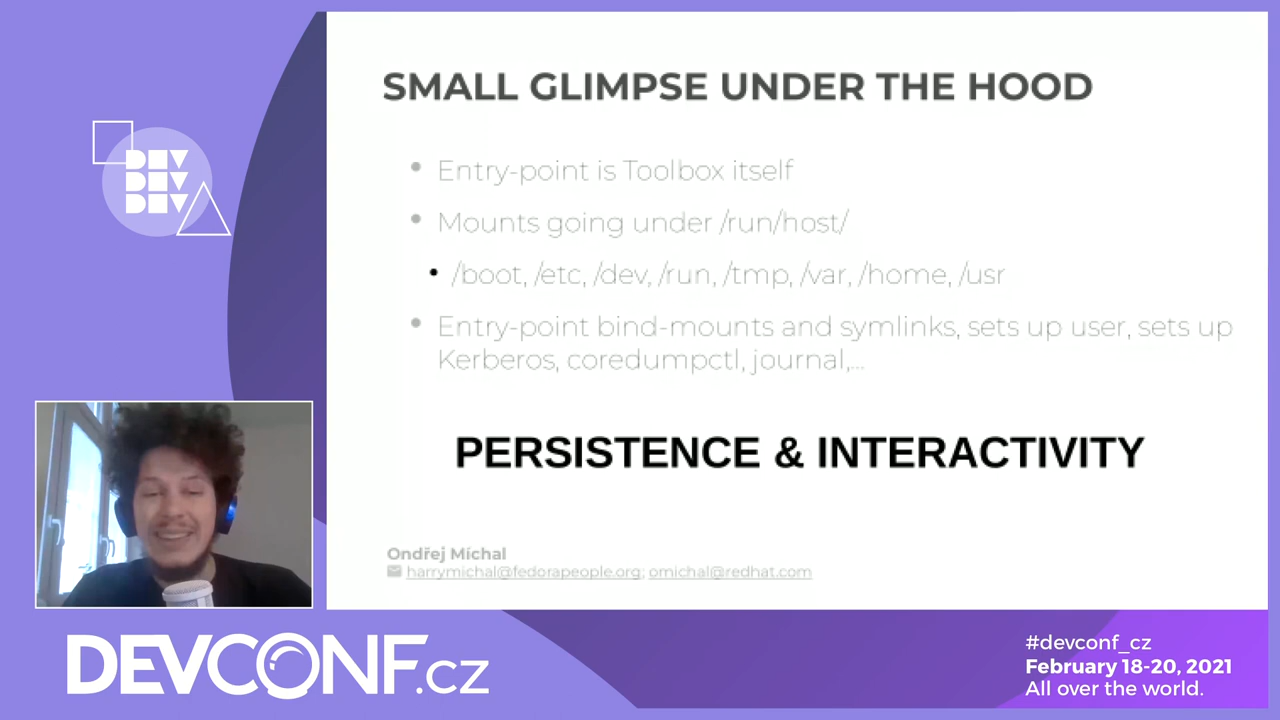 SMALL GLIMPSE UNDER THE HOOD
DEV
DEV
DEV
• Entry-point is Toolbox itself
• Mounts going under /run/host/
• /boot, /etc, /dev, /run, /tmp, /var, /home, /usr
• Entry-point bind-mounts and symlinks, sets up user, sets up
Kerberos, coredumpctl, journal,...
PERSISTENCE & INTERACTIVITY
Ondřej Míchal
harrymichal@fedorapeople.org; omichal@redhat.com
DEVCONF.cz
#devconf_cz
February 18-20, 2021
All over the world.